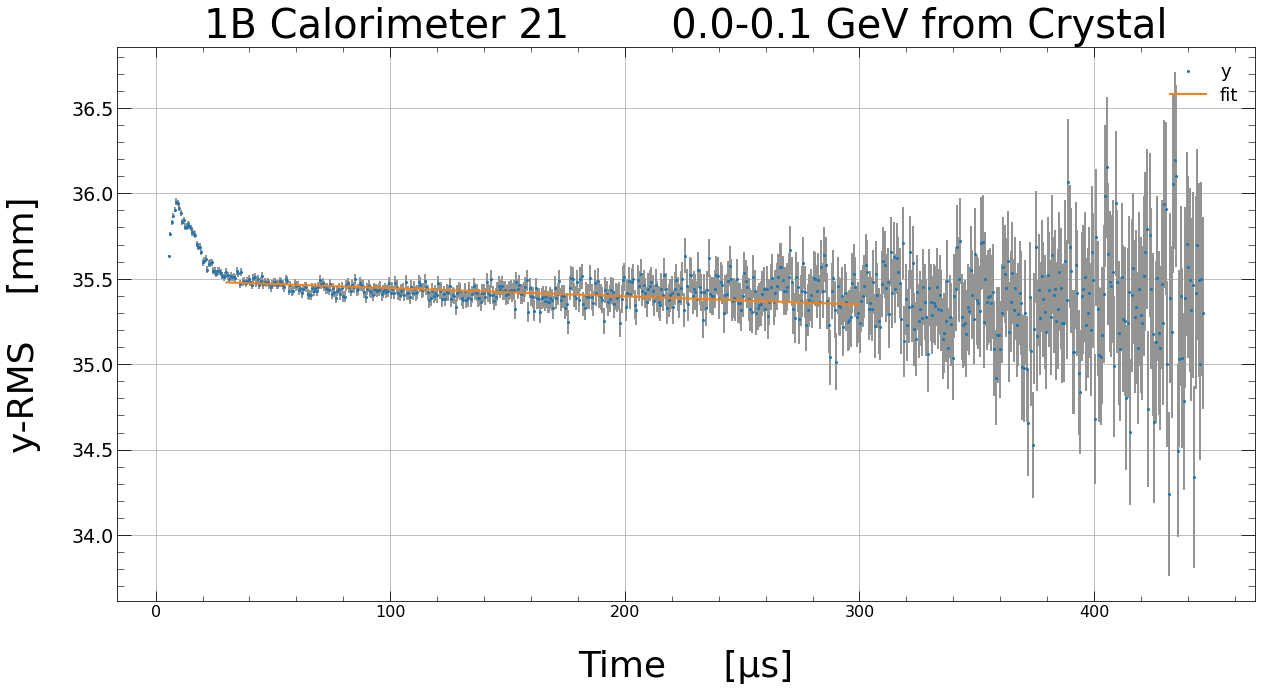 1B Calorimeter 21 0.0-0.1 GeV from Crystal
y
fit
36.5
36.0
35.5
35.0
34.5
34.0
y-RMS [mm]
0 100 200 300 400
Time [μs]